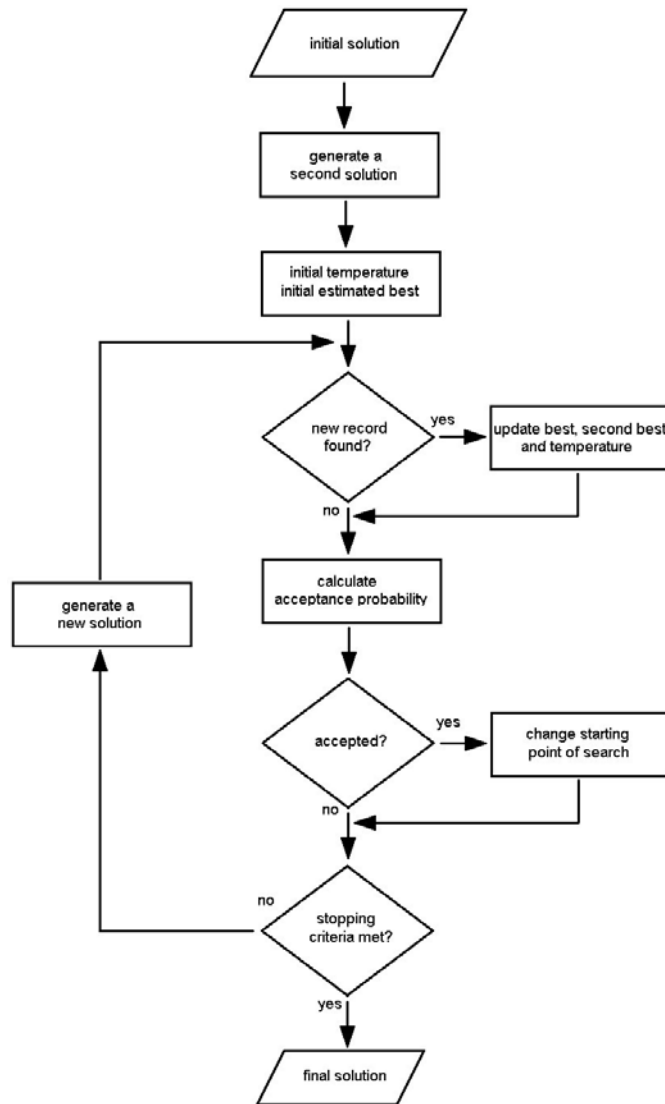 initial solution
generate a
second solution
initial temperature
initial estimated best
new record
found?
yes
update best, second best
and temperature
no
calculate
acceptance probability
generate a
new solution
accepted?
yes
change starting
point of search
no
no
stopping
criteria met?
yes
final solution